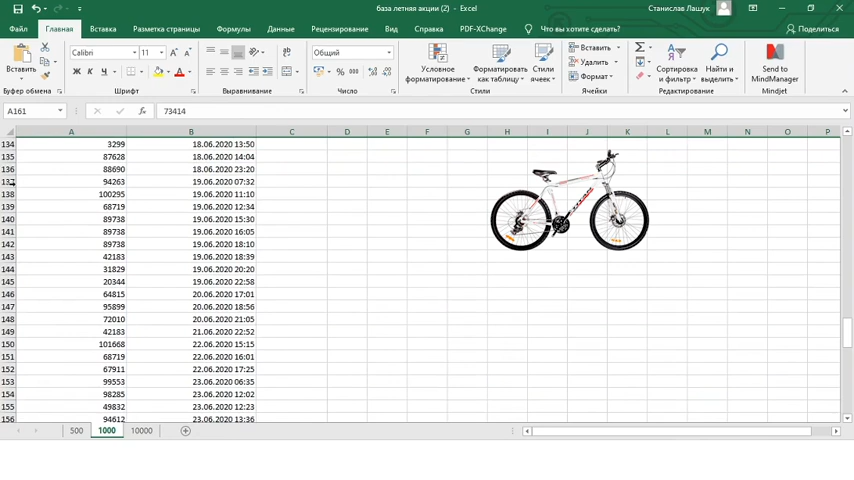 база летняя акции (2) - Excel
Станислав Лашук
Файл Главная Вставка Разметка страницы Формулы Данные Рецензирование Вид Справка PDF-XChange Что вы хотите сделать? Поделиться
Calibri 11 Общий
Вставить Ж К Ч % 000 Условное форматирование Форматировать как таблицу Стили ячеек Вставить Удалить Формат Сортировка и фильтр Найти и выделить Send to MindManager
Буфер обмена Шрифт Выравнивание Число Стили Ячейки Редактирование Mindjet
A161 fx 73414
A B C D E F G H I J K L M N O P
134 3299 18.06.2020 13:50
135 87628 18.06.2020 14:04
136 88690 18.06.2020 23:20
137 94263 19.06.2020 07:32
138 100295 19.06.2020 11:10
139 68719 19.06.2020 12:34
140 89738 19.06.2020 15:30
141 89738 19.06.2020 16:05
142 89738 19.06.2020 18:10
143 42183 19.06.2020 18:39
144 31829 19.06.2020 20:20
145 20344 19.06.2020 22:58
146 64815 20.06.2020 17:01
147 95899 20.06.2020 18:56
148 72010 20.06.2020 21:05
149 42183 21.06.2020 22:52
150 101668 22.06.2020 15:15
151 68719 22.06.2020 16:01
152 67911 22.06.2020 17:25
153 99553 23.06.2020 06:35
154 98285 23.06.2020 12:02
155 49832 23.06.2020 12:23
156 94612 23.06.2020 13:36
500 1000 10000